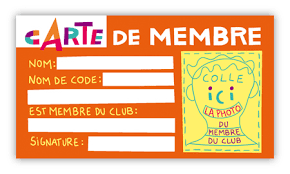 CARTE DE MEMBRE
NOM:
NOM DE CODE:
EST MEMBRE DU CLUB:
SIGNATURE:
COLLE
ici
LA PHOTO
DU
MEMBRE
DU CLUB